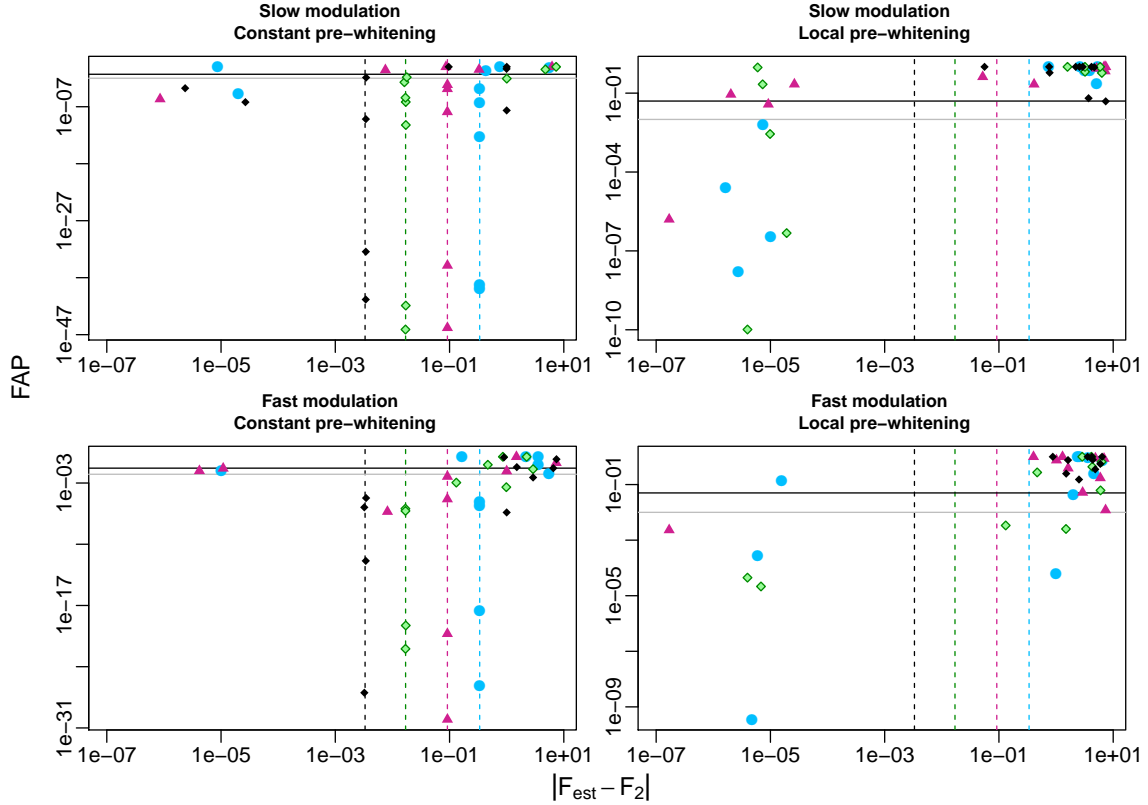 Slow modulation
Constant pre−whitening
Slow modulation
Local pre−whitening
1e−07
1e−27
1e−47
1e−07 1e−05 1e−03 1e−01 1e+01
1e−01
1e−04
1e−07
1e−10
1e−07 1e−05 1e−03 1e−01 1e+01
FAP
Fast modulation
Constant pre−whitening
Fast modulation
Local pre−whitening
1e−03
1e−17
1e−31
1e−07 1e−05 1e−03 1e−01 1e+01
1e−01
1e−05
1e−09
1e−07 1e−05 1e−03 1e−01 1e+01
|Fest − F2|